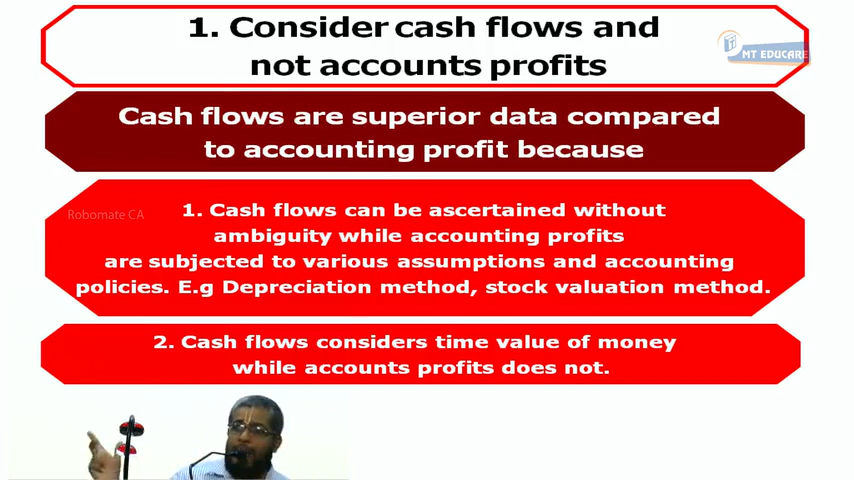 1. Consider cash flows and
not accounts profits
MT EDUCARE
Cash flows are superior data compared
to accounting profit because
Robomate CA
1. Cash flows can be ascertained without
ambiguity while accounting profits
are subjected to various assumptions and accounting
policies. E.g Depreciation method, stock valuation method.
2. Cash flows considers time value of money
while accounts profits does not.